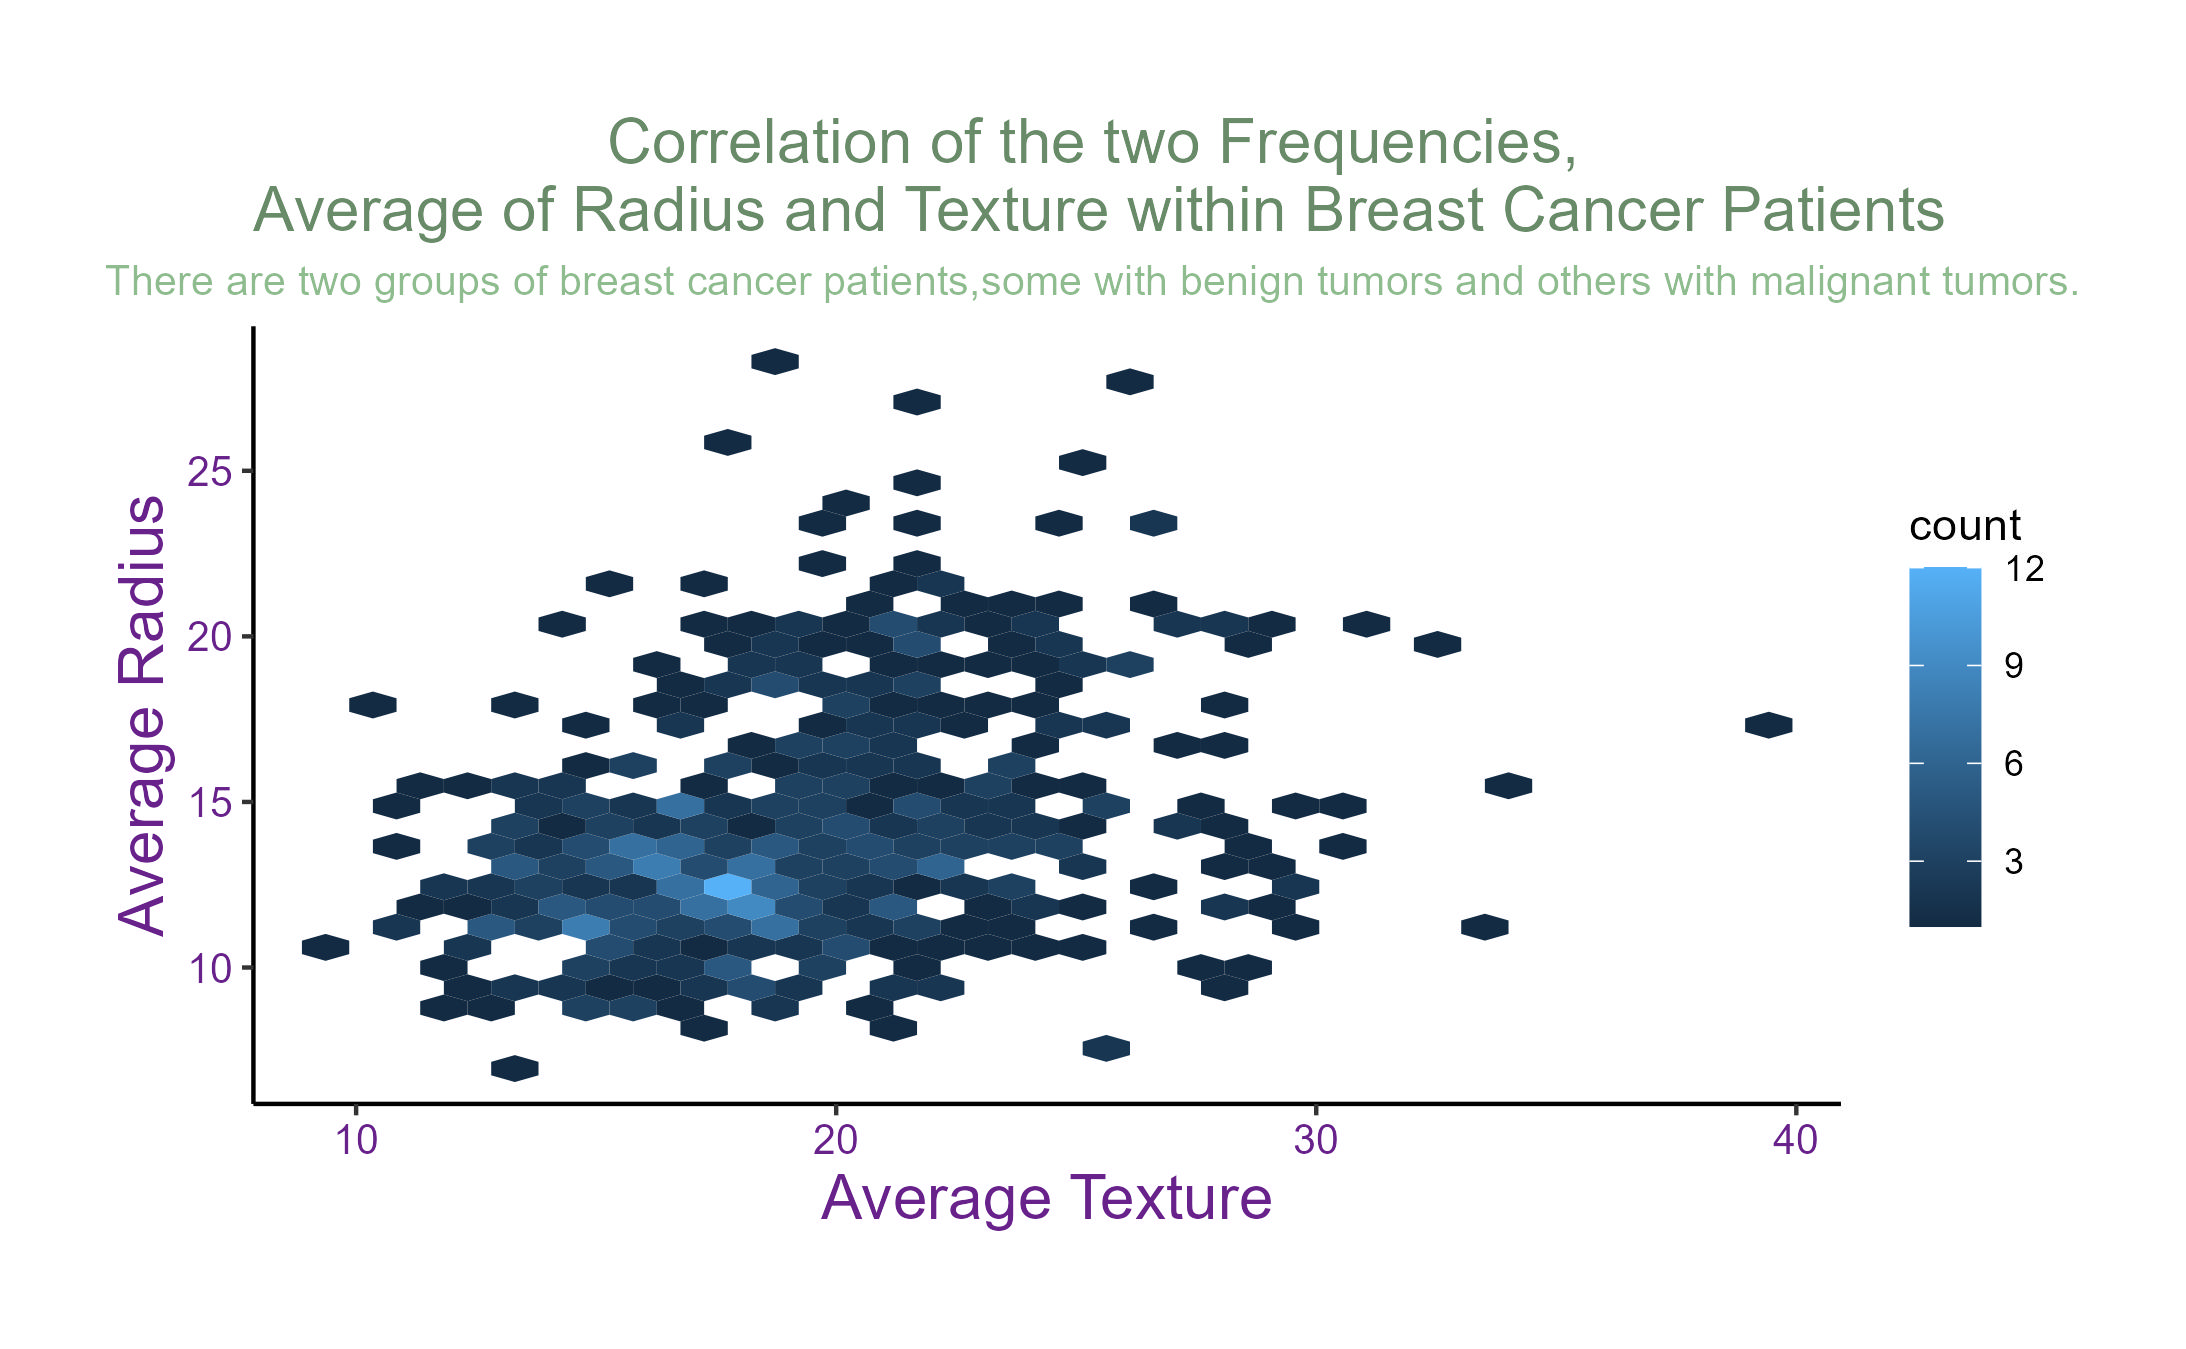 Correlation of the two Frequencies,
Average of Radius and Texture within Breast Cancer Patients
There are two groups of breast cancer patients,some with benign tumors and others with malignant tumors.
Average Radius
25
20
15
10
10 20 30 40
Average Texture
count
12
9
6
3